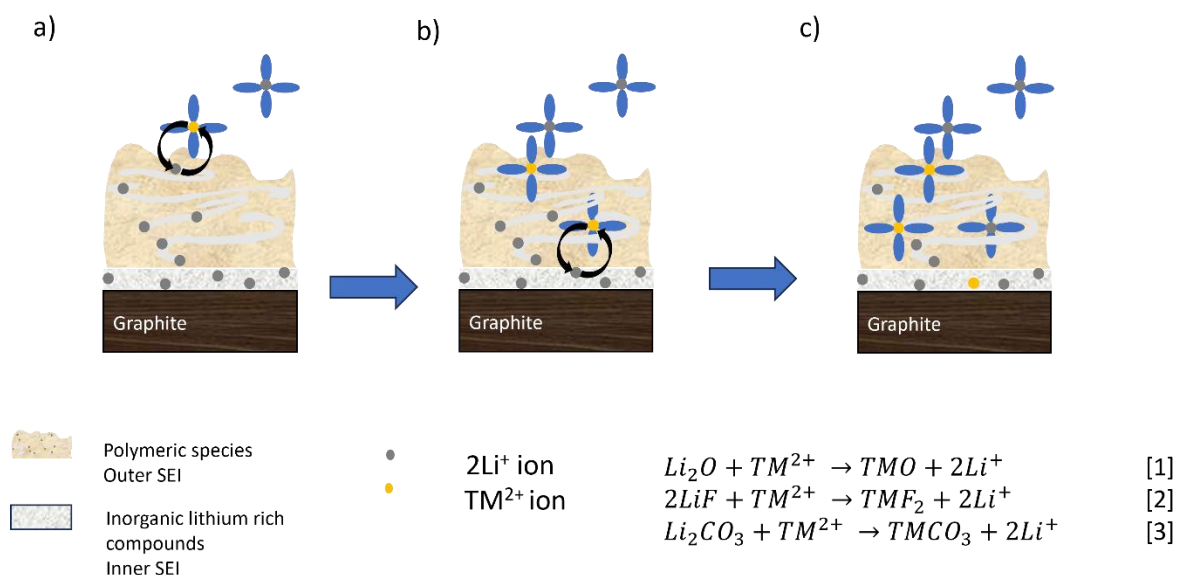 a)
b)
c)
Graphite
Graphite
Graphite
Polymeric species
Outer SEI
Inorganic lithium rich
compounds
Inner SEI
2Li⁺ ion
TM²⁺ ion
Li₂O + TM²⁺ → TMO + 2Li⁺ [1]
2LiF + TM²⁺ → TMF₂ + 2Li⁺ [2]
Li₂CO₃ + TM²⁺ → TMCO₃ + 2Li⁺ [3]